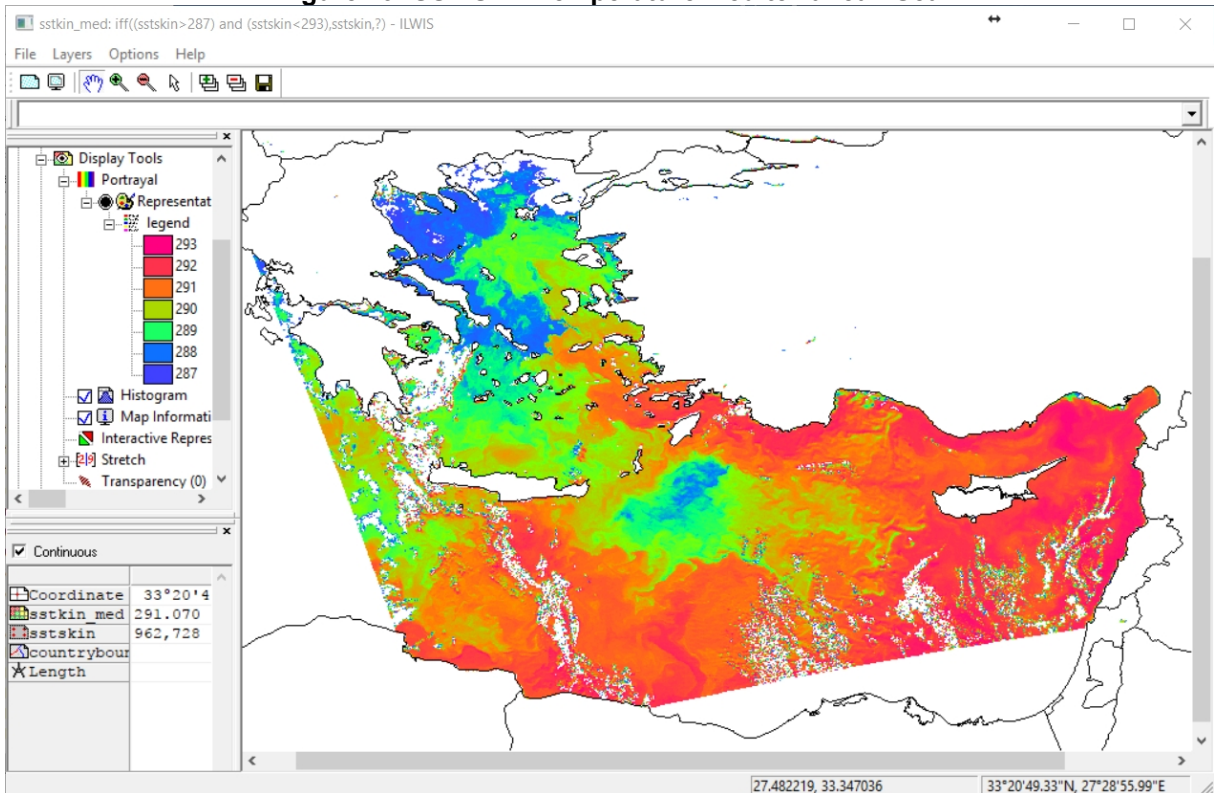 sstkin_med: iff((sstskin>287) and (sstskin<293),sstskin,?) - ILWIS
File Layers Options Help
Display Tools
Portrayal
Representat
legend
293
292
291
290
289
288
287
Histogram
Map Informati
Interactive Repres
Stretch
Transparency (0)
Continuous
Coordinate 33°20'4
sstkin_med 291.070
sstskin 962,728
countrybour
Length
27.482219, 33.347036 33°20'49.33"N, 27°28'55.99"E